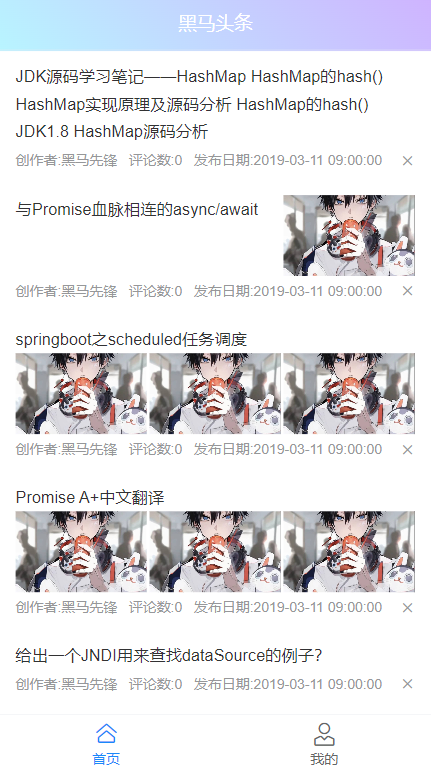 黑马头条
JDK源码学习笔记——HashMap HashMap的hash()
HashMap实现原理及源码分析 HashMap的hash()
JDK1.8 HashMap源码分析
创作者:黑马先锋 评论数:0 发布日期:2019-03-11 09:00:00
与Promise血脉相连的async/await
创作者:黑马先锋 评论数:0 发布日期:2019-03-11 09:00:00
springboot之scheduled任务调度
创作者:黑马先锋 评论数:0 发布日期:2019-03-11 09:00:00
Promise A+中文翻译
创作者:黑马先锋 评论数:0 发布日期:2019-03-11 09:00:00
给出一个JNDI用来查找dataSource的例子?
创作者:黑马先锋 评论数:0 发布日期:2019-03-11 09:00:00
首页 我的